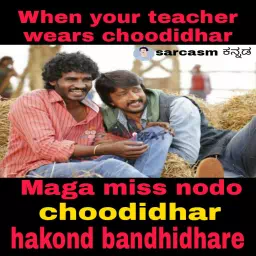 When your teacher
wears choodidhar
sarcasm ಕನ್ನಡ
Maga miss nodo
choodidhar
hakond bandhidhare